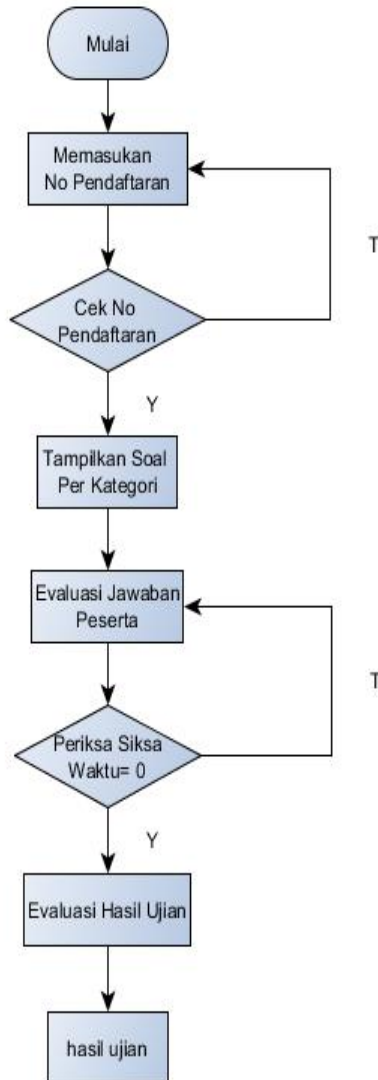 Mulai
Memasukan
No Pendaftaran
T
Cek No
Pendaftaran
Y
Tampilkan Soal
Per Kategori
Evaluasi Jawaban
Peserta
T
Periksa Siksa
Waktu= 0
Y
Evaluasi Hasil Ujian
hasil ujian